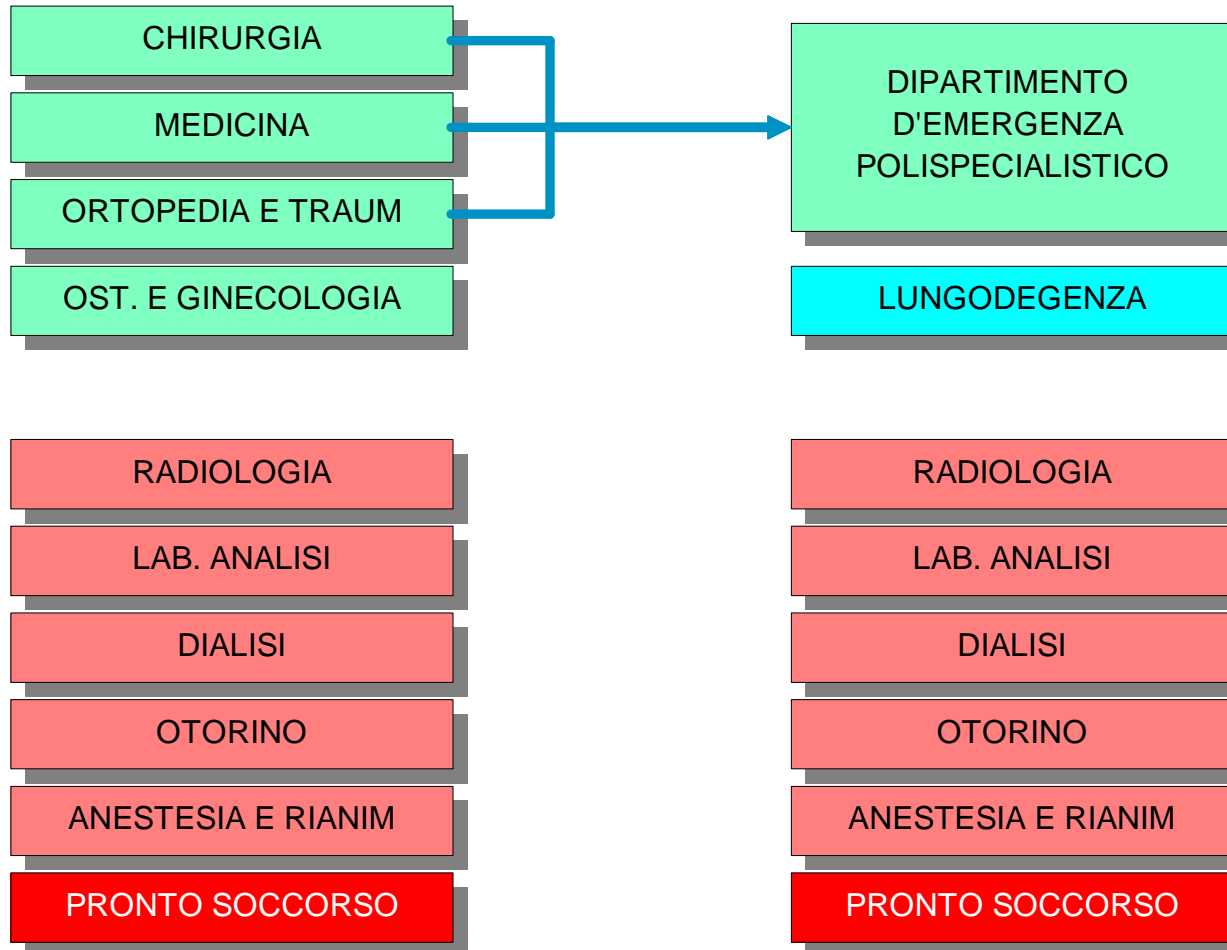 CHIRURGIA
MEDICINA
ORTOPEDIA E TRAUM
OST. E GINECOLOGIA
DIPARTIMENTO
D'EMERGENZA
POLISPECIALISTICO
LUNGODEGENZA
RADIOLOGIA
LAB. ANALISI
DIALISI
OTORINO
ANESTESIA E RIANIM
PRONTO SOCCORSO
RADIOLOGIA
LAB. ANALISI
DIALISI
OTORINO
ANESTESIA E RIANIM
PRONTO SOCCORSO